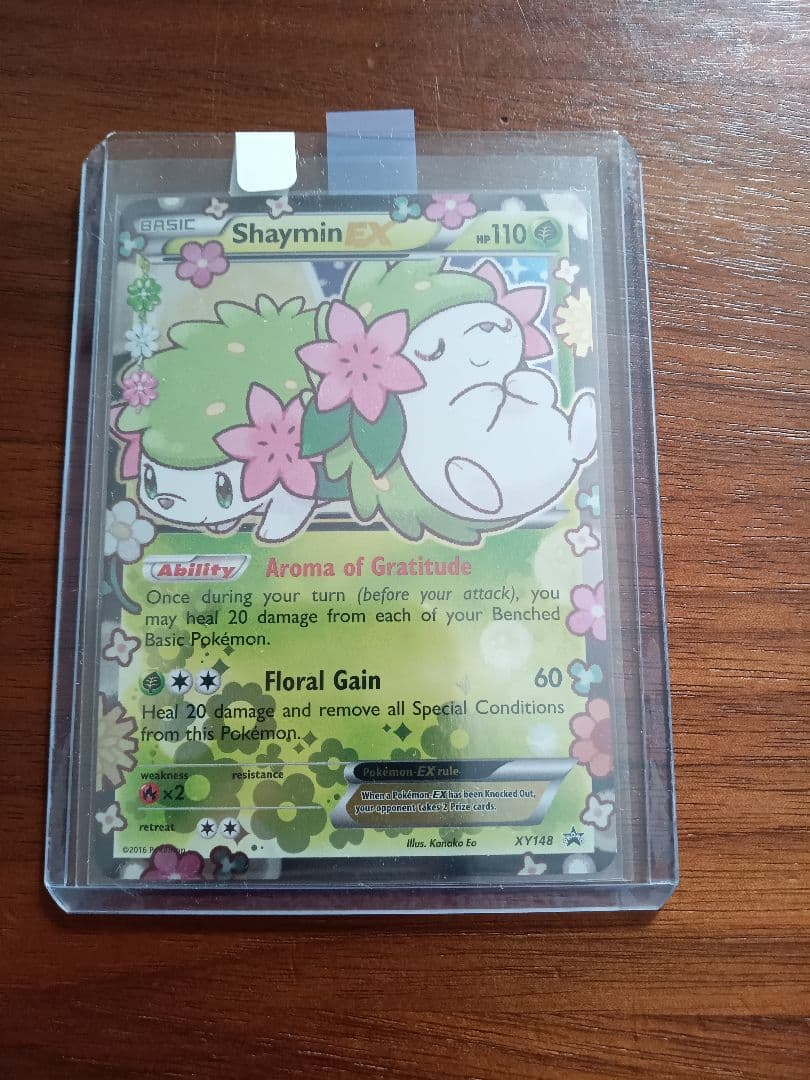 BASIC Shaymin EX HP110
Ability Aroma of Gratitude
Once during your turn (before your attack), you
may heal 20 damage from each of your Benched
Basic Pokémon.
Floral Gain 60
Heal 20 damage and remove all Special Conditions
from this Pokémon.
weakness resistance
×2
Pokémon-EX rule
When a Pokémon-EX has been Knocked Out,
your opponent takes 2 Prize cards.
retreat
©2016 Pokémon
Illus. Kanako Eo XY148